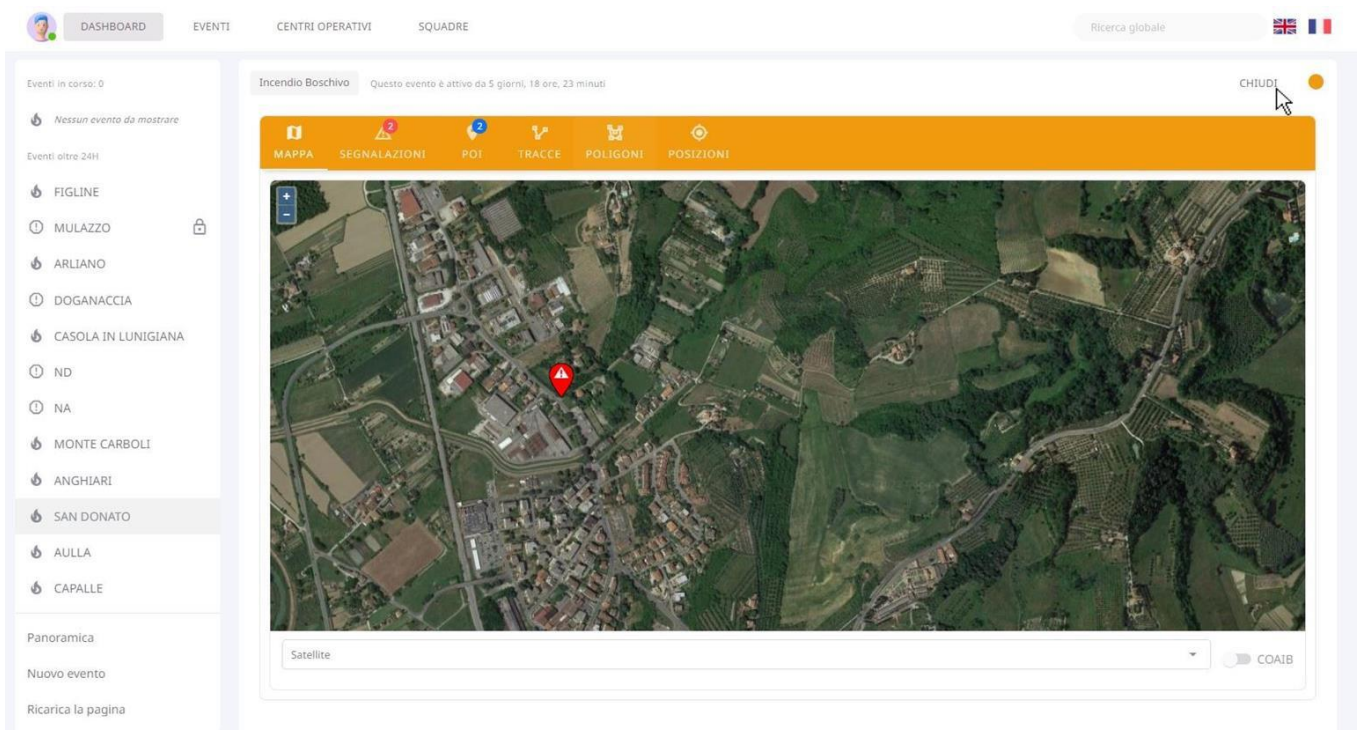 DASHBOARD EVENTI CENTRI OPERATIVI SQUADRE Ricerca globale
Eventi in corso: 0
Nessun evento da mostrare
Eventi oltre 24H
FIGLINE
MULAZZO
ARLIANO
DOGANACCIA
CASOLA IN LUNIGIANA
ND
NA
MONTE CARBOLI
ANGHIARI
SAN DONATO
AULLA
CAPALLE
Panoramica
Nuovo evento
Ricarica la pagina
Incendio Boschivo Questo evento è attivo da 5 giorni, 18 ore, 23 minuti CHIUDI
2 2
MAPPA SEGNALAZIONI POI TRACCE POLIGONI POSIZIONI
+
-
Satellite COAIB